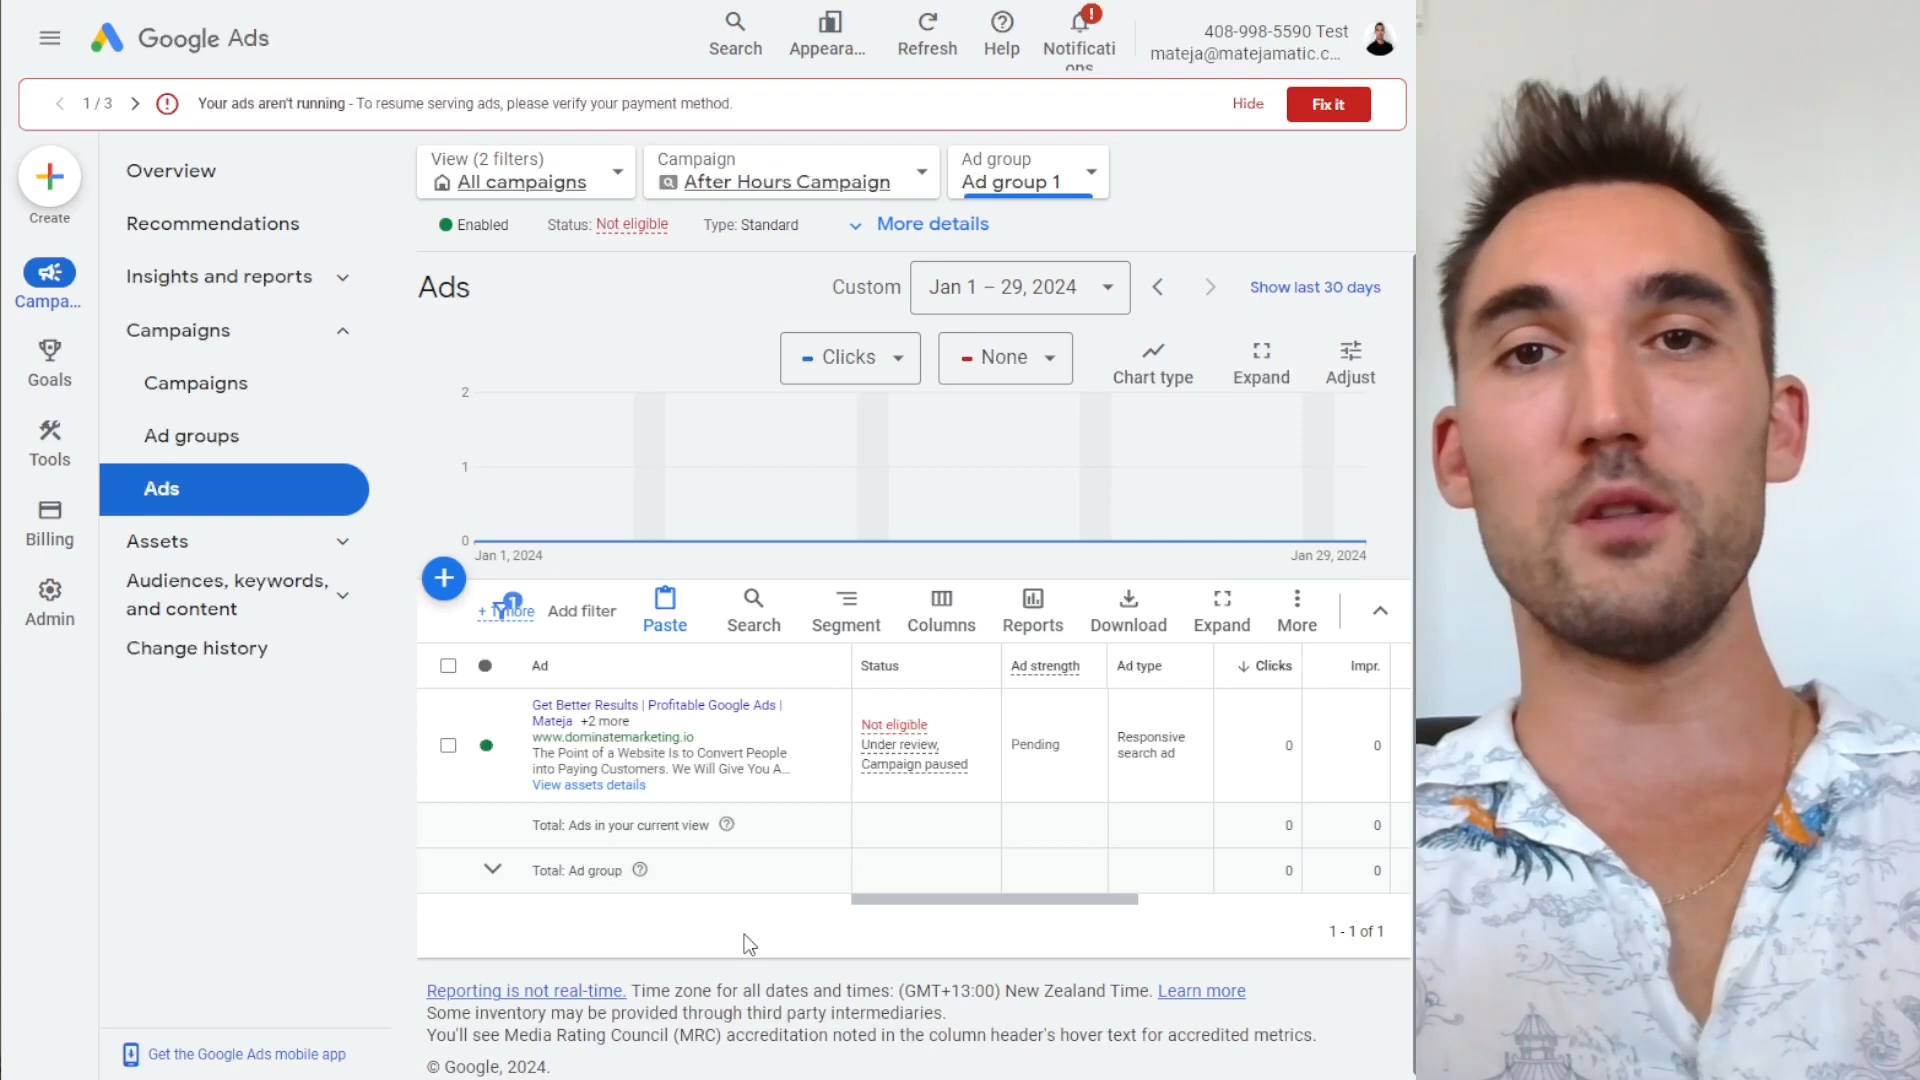 Google Ads
Search
Appeara...
Refresh
Help
Notificati
ons
!
408-998-5590 Test
mateja@matejamatic.c...
1 / 3
Your ads aren't running - To resume serving ads, please verify your payment method.
Hide
Fix it
Create
Campa...
Goals
Tools
Billing
Admin
Overview
Recommendations
Insights and reports
Campaigns
Campaigns
Ad groups
Ads
Assets
Audiences, keywords,
and content
Change history
Get the Google Ads mobile app
View (2 filters)
All campaigns
Campaign
After Hours Campaign
Ad group
Ad group 1
Enabled
Status: Not eligible
Type: Standard
More details
Ads
Custom
Jan 1 – 29, 2024
Show last 30 days
Clicks
None
Chart type
Expand
Adjust
2
1
0
Jan 1, 2024
Jan 29, 2024
1
Add filter
Paste
Search
Segment
Columns
Reports
Download
Expand
More
Ad
Status
Ad strength
Ad type
Clicks
Impr.
Get Better Results | Profitable Google Ads |
Mateja +2 more
www.dominatemarketing.io
The Point of a Website Is to Convert People
into Paying Customers. We Will Give You A...
View assets details
Not eligible
Under review,
Campaign paused
Pending
Responsive
search ad
0
0
Total: Ads in your current view
0
0
Total: Ad group
0
0
1 - 1 of 1
Reporting is not real-time. Time zone for all dates and times: (GMT+13:00) New Zealand Time. Learn more
Some inventory may be provided through third party intermediaries.
You'll see Media Rating Council (MRC) accreditation noted in the column header's hover text for accredited metrics.
© Google, 2024.